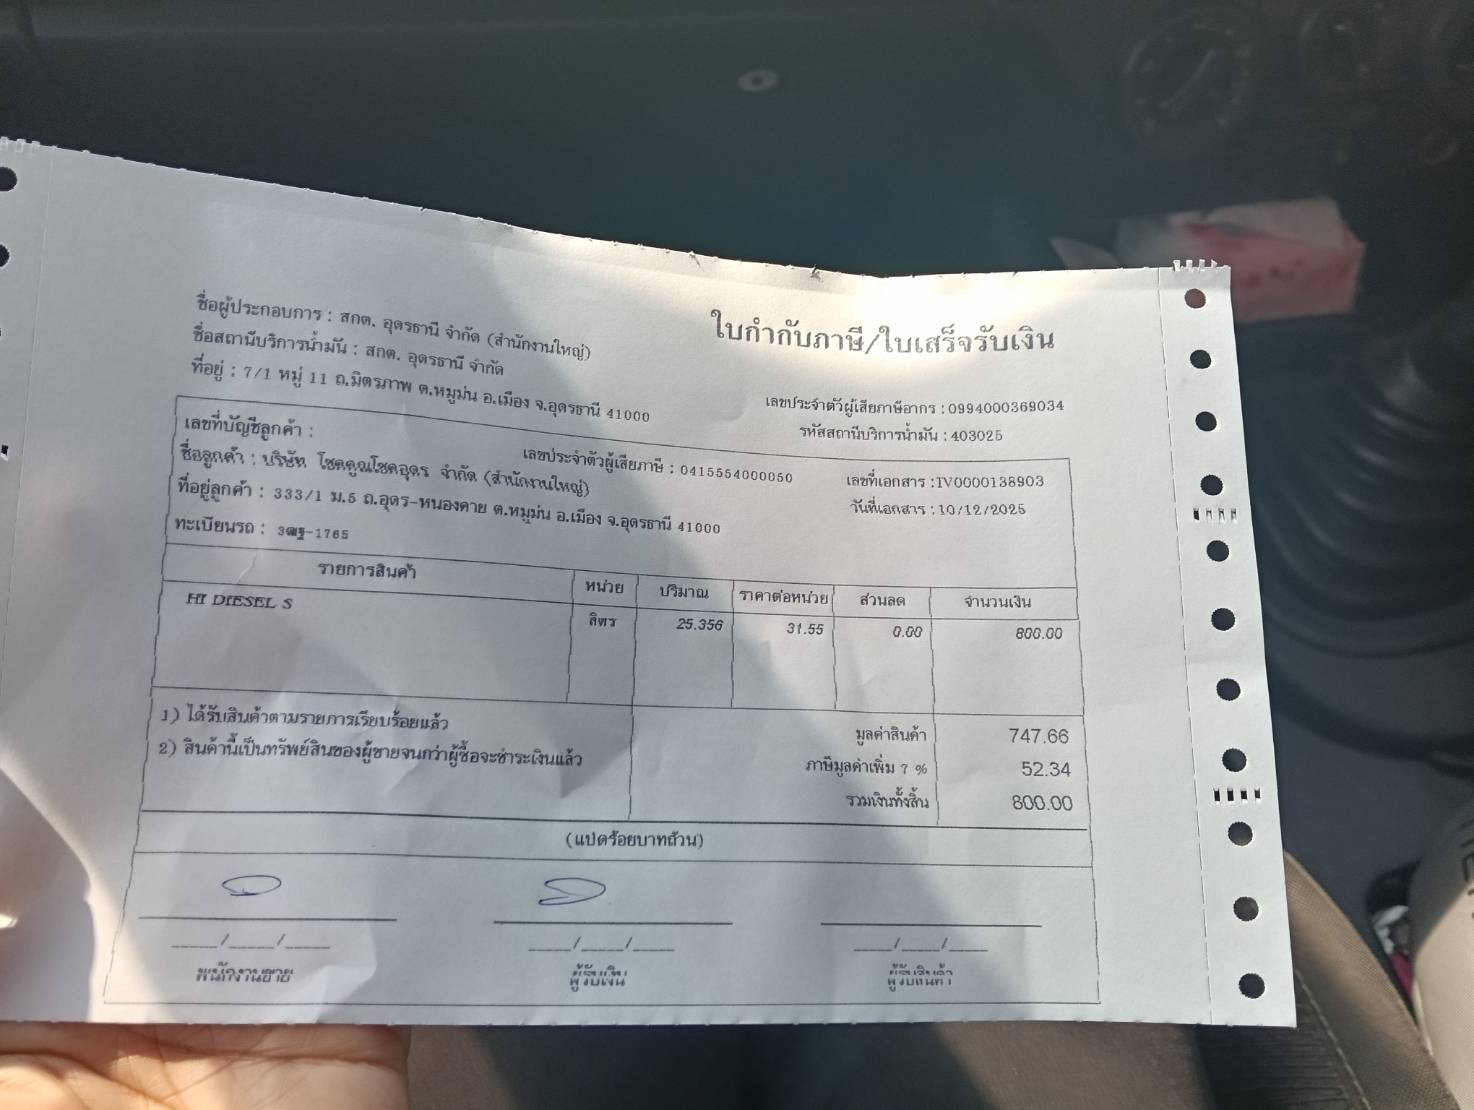 ใบกำกับภาษี/ใบเสร็จรับเงิน
ชื่อผู้ประกอบการ : สกต. อุดรธานี จำกัด (สำนักงานใหญ่)
ชื่อสถานีบริการน้ำมัน : สกต. อุดรธานี จำกัด
ที่อยู่ : 7/1 หมู่ 11 ถ.มิตรภาพ ต.หมูม่น อ.เมือง จ.อุดรธานี 41000
เลขประจำตัวผู้เสียภาษีอากร : 0994000369034
รหัสสถานีบริการน้ำมัน : 403025
เลขที่บัญชีลูกค้า : เลขประจำตัวผู้เสียภาษี : 0415554000050
เลขที่เอกสาร : IV0000138903
ชื่อลูกค้า : บริษัท โชคคูณโชคอุดร จำกัด (สำนักงานใหญ่)
วันที่เอกสาร : 10/12/2025
ที่อยู่ลูกค้า : 333/1 ม.5 ถ.อุดร-หนองคาย ต.หมูม่น อ.เมือง จ.อุดรธานี 41000
ทะเบียนรถ : -1765
รายการสินค้า หน่วย ปริมาณ ราคาต่อหน่วย ส่วนลด จำนวนเงิน
HI DIESEL S ลิตร 25.356 31.55 0.00 800.00
1) ได้รับสินค้าตามรายการเรียบร้อยแล้ว
2) สินค้านี้เป็นทรัพย์สินของผู้ขายจนกว่าผู้ซื้อจะชำระเงินแล้ว
มูลค่าสินค้า 747.66
ภาษีมูลค่าเพิ่ม 7 % 52.34
รวมเงินทั้งสิ้น 800.00
(แปดร้อยบาทถ้วน)
____/____/____ ____/____/____ ____/____/____
พนักงานขาย ผู้รับเงิน ผู้รับสินค้า